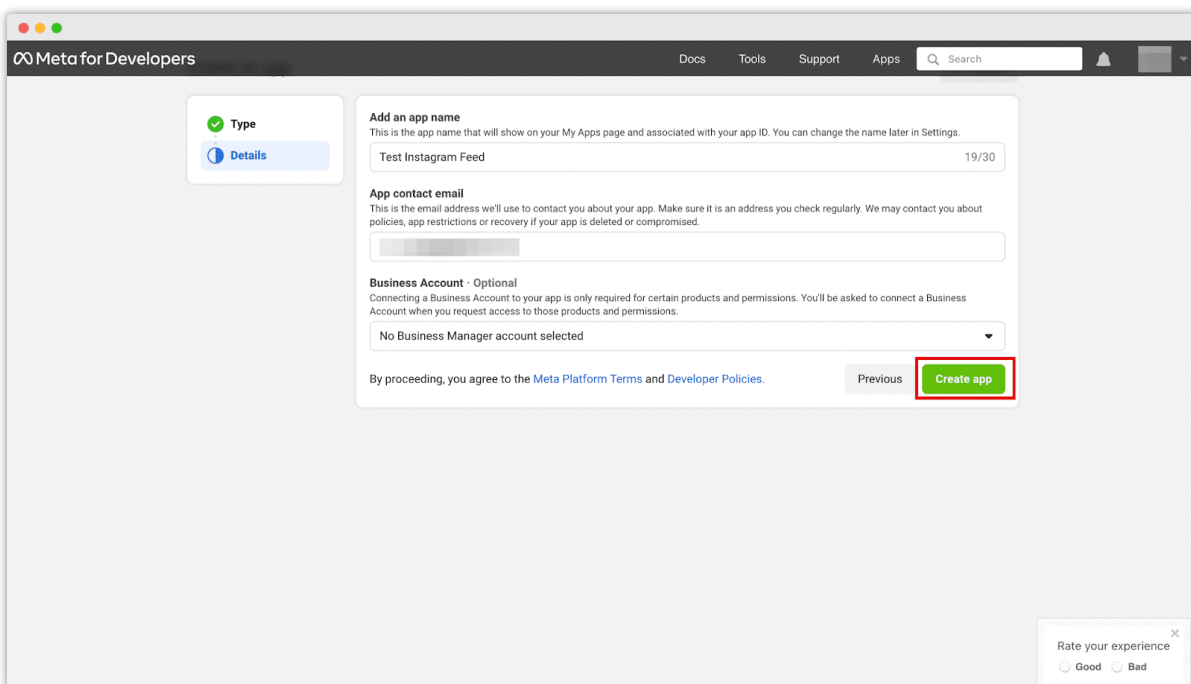 Meta for Developers
Docs
Tools
Support
Apps
Search
Type
Details
Add an app name
This is the app name that will show on your My Apps page and associated with your app ID. You can change the name later in Settings.
Test Instagram Feed
19/30
App contact email
This is the email address we'll use to contact you about your app. Make sure it is an address you check regularly. We may contact you about
policies, app restrictions or recovery if your app is deleted or compromised.
Business Account · Optional
Connecting a Business Account to your app is only required for certain products and permissions. You'll be asked to connect a Business
Account when you request access to those products and permissions.
No Business Manager account selected
By proceeding, you agree to the Meta Platform Terms and Developer Policies.
Previous
Create app
Rate your experience
Good
Bad